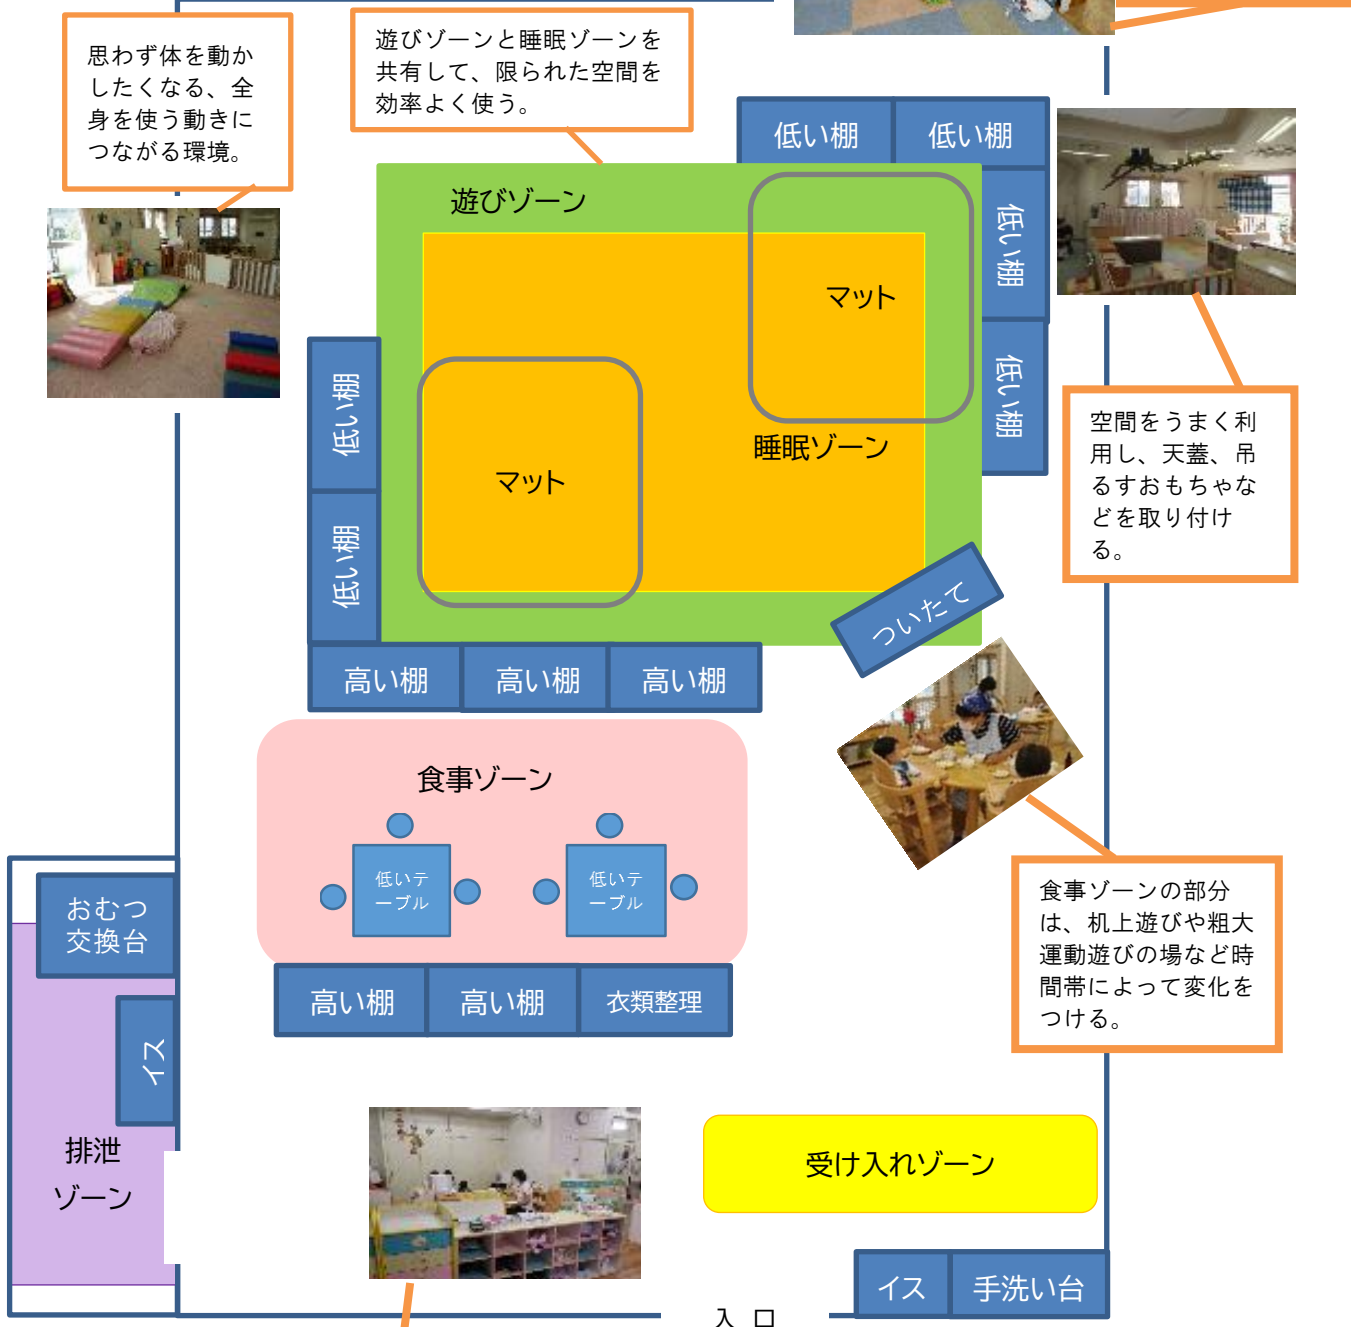 思わず体を動か
したくなる、全
身を使う動きに
つながる環境。
遊びゾーンと睡眠ゾーンを
共有して、限られた空間を
効率よく使う。
低い棚
低い棚
遊びゾーン
低い棚
マット
低い棚
低い棚
睡眠ゾーン
マット
空間をうまく利
用し、天蓋、吊
るすおもちゃな
どを取り付け
る。
低い棚
ついたて
高い棚
高い棚
高い棚
食事ゾーン
低いテ
ーブル
低いテ
ーブル
食事ゾーンの部分
は、机上遊びや粗大
運動遊びの場など時
間帯によって変化を
つける。
おむつ
交換台
高い棚
高い棚
衣類整理
イス
排泄
ゾーン
受け入れゾーン
イス
手洗い台
入 口